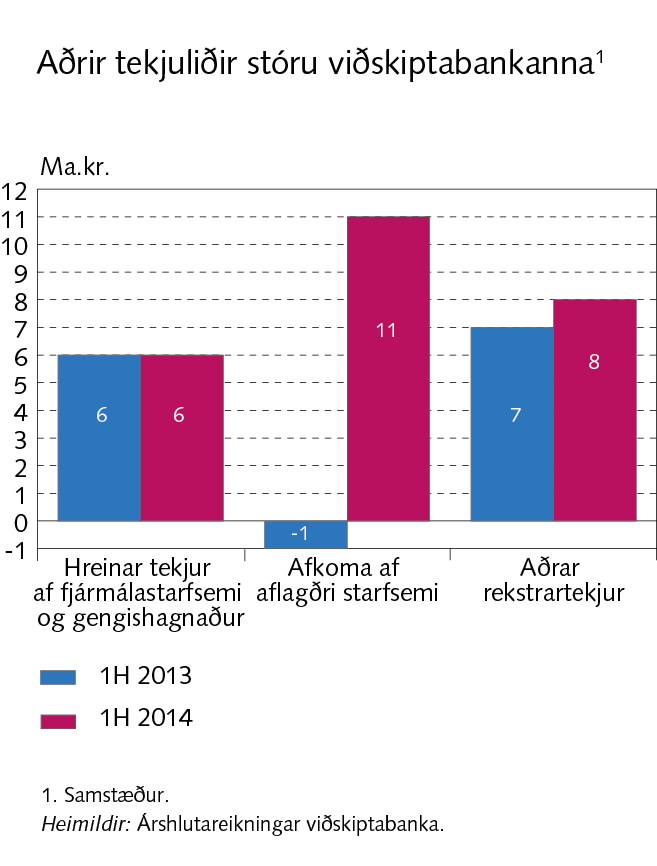 Aðrir tekjuliðir stóru viðskiptabankanna¹
Ma.kr.
12
11
10
9
8
7
6
5
4
3
2
1
0
-1
6
6
-1
11
7
8
Hreinar tekjur
af fjármálastarfsemi
og gengishagnaður
Afkoma af
aflagðri starfsemi
Aðrar
rekstrartekjur
1H 2013
1H 2014
1. Samstæður.
Heimildir: Árshlutareikningar viðskiptabanka.